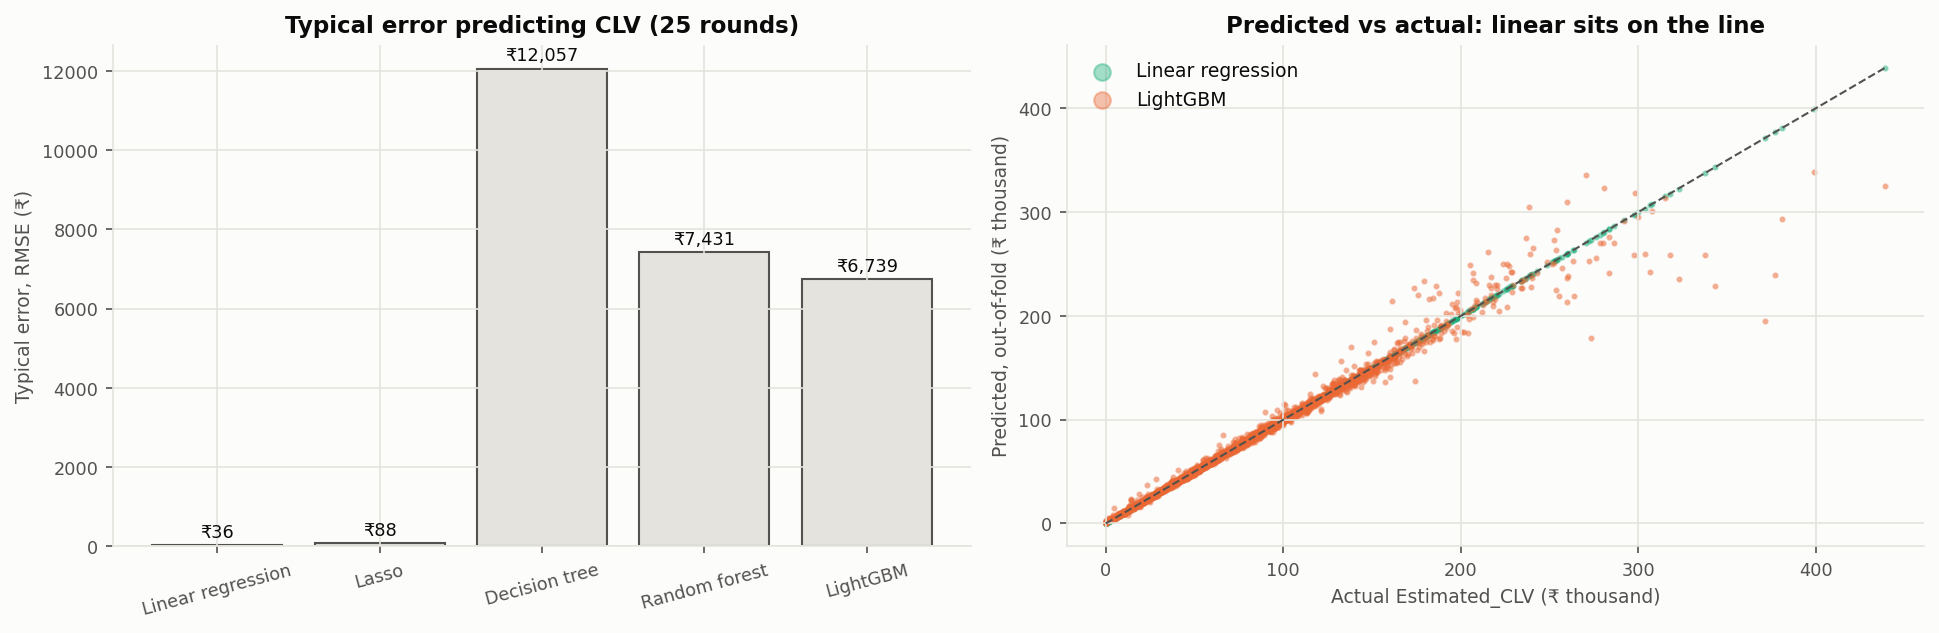 Typical error predicting CLV (25 rounds)
Typical error, RMSE (₹)
12000
10000
8000
6000
4000
2000
0
₹36
₹88
₹12,057
₹7,431
₹6,739
Linear regression
Lasso
Decision tree
Random forest
LightGBM
Predicted vs actual: linear sits on the line
Linear regression
LightGBM
Predicted, out-of-fold (₹ thousand)
400
300
200
100
0
0
100
200
300
400
Actual Estimated_CLV (₹ thousand)